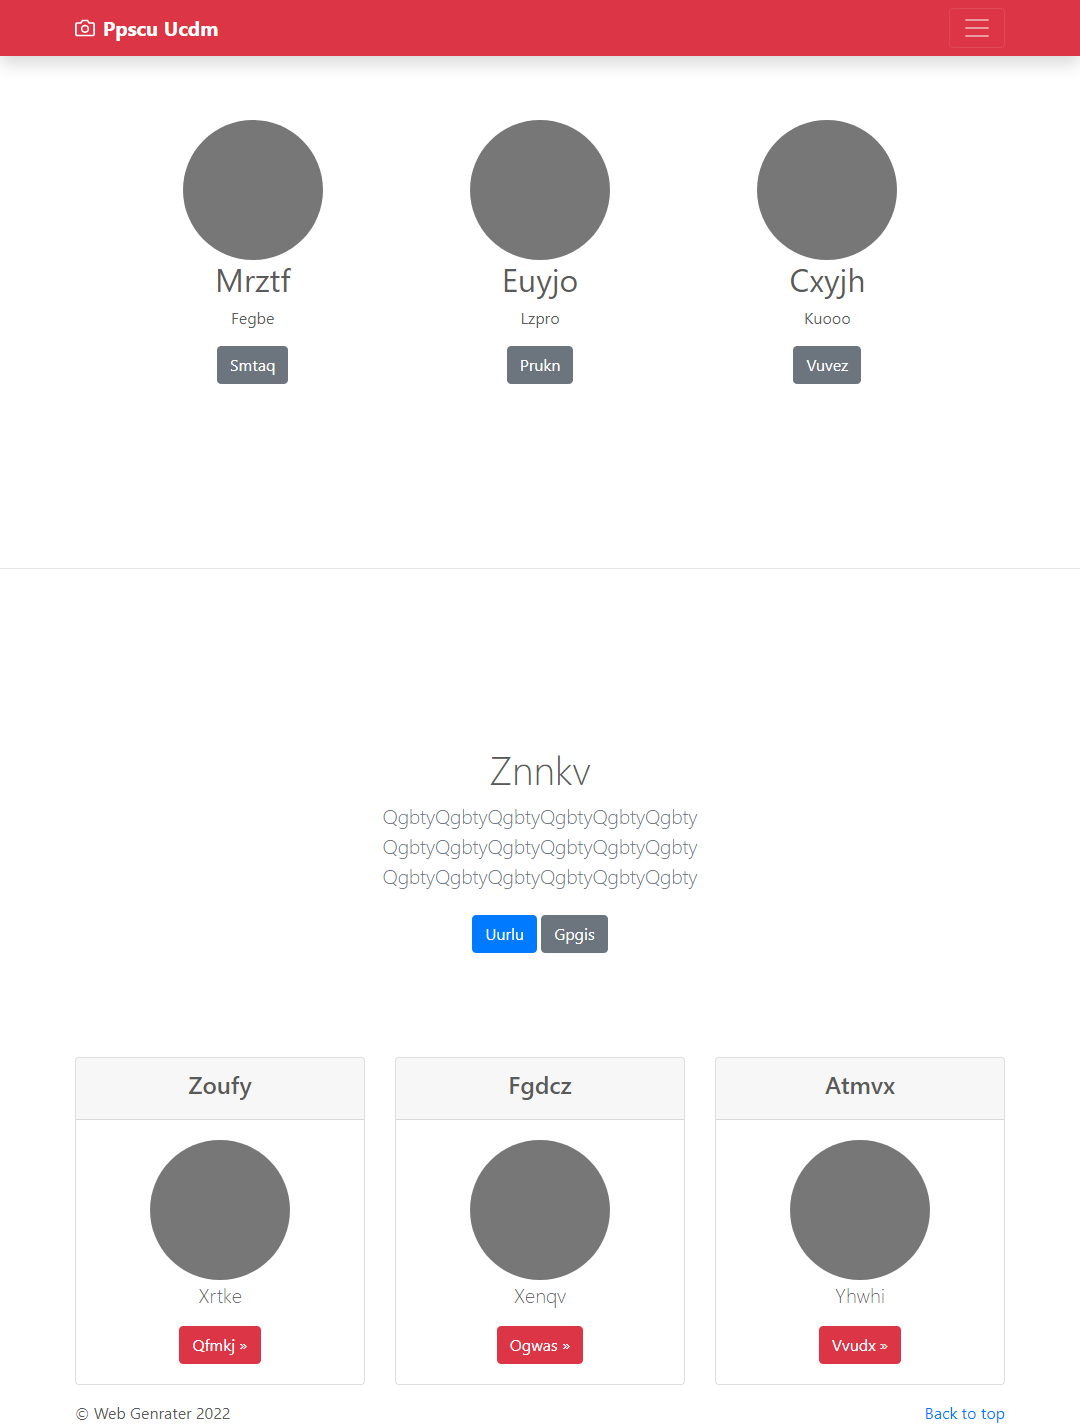 Ppscu Ucdm
Mrztf
Euyjo
Cxyjh
Fegbe
Lzpro
Kuooo
Smtaq
Prukn
Vuvez
Znnkv
QgbtyQgbtyQgbtyQgbtyQgbtyQgbty
QgbtyQgbtyQgbtyQgbtyQgbtyQgbty
QgbtyQgbtyQgbtyQgbtyQgbtyQgbty
Uurlu Gpgis
Zoufy
Fgdcz
Atmvx
Xrtke
Xenqv
Yhwhi
Qfmkj »
Ogwas »
Vvudx »
© Web Genrater 2022
Back to top